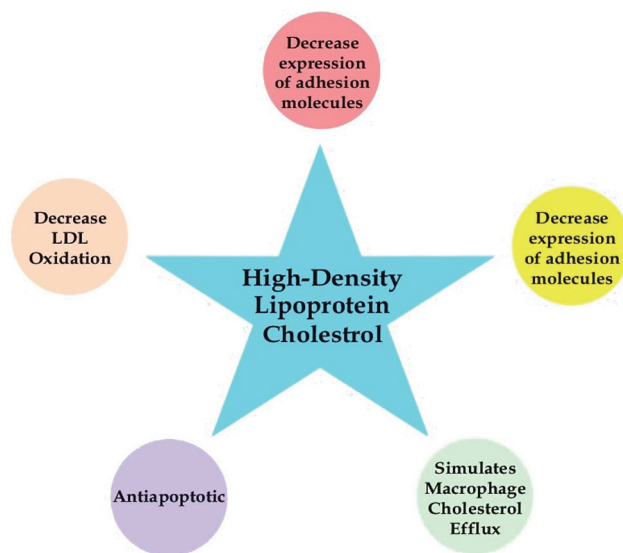 Decrease
expression
of adhesion
molecules
Decrease
LDL
Oxidation
Decrease
expression
of adhesion
molecules
High-Density
Lipoprotein
Cholestrol
Antiapoptotic
Simulates
Macrophage
Cholesterol
Efflux